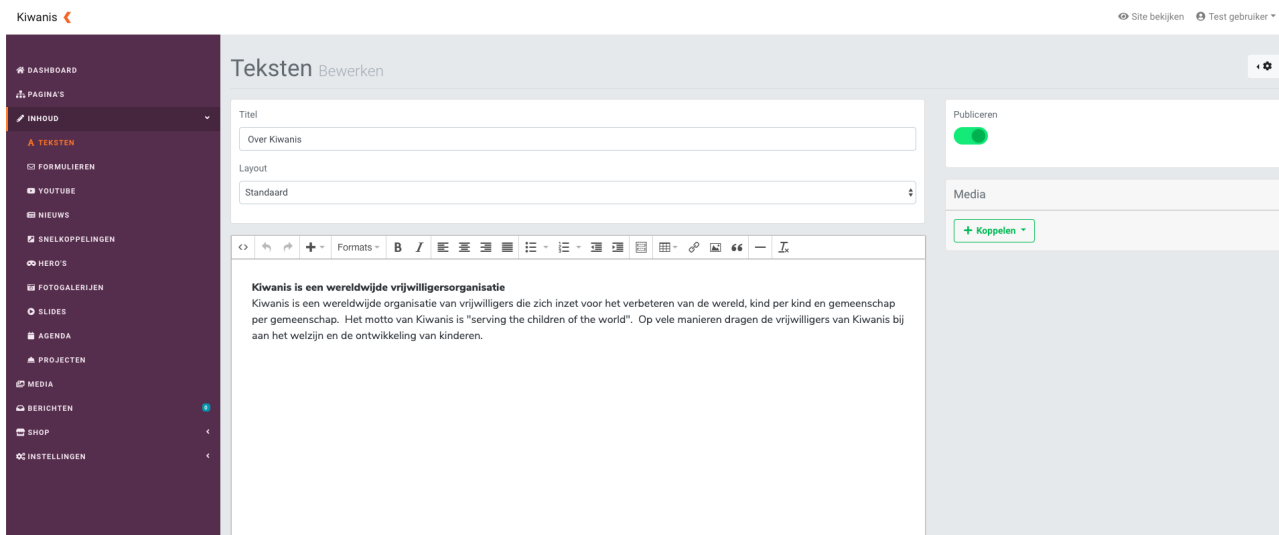 Kiwanis
Site bekijken
Test gebruiker
DASHBOARD
PAGINA'S
INHOUD
TEKSTEN
FORMULIEREN
YOUTUBE
NIEUWS
SNELKOPPELINGEN
HERO'S
FOTOGALERIJEN
SLIDES
AGENDA
PROJECTEN
MEDIA
BERICHTEN 0
SHOP
INSTELLINGEN
Teksten Bewerken
Titel
Over Kiwanis
Layout
Standaard
Formats
Kiwanis is een wereldwijde vrijwilligersorganisatie
Kiwanis is een wereldwijde organisatie van vrijwilligers die zich inzet voor het verbeteren van de wereld, kind per kind en gemeenschap
per gemeenschap. Het motto van Kiwanis is "serving the children of the world". Op vele manieren dragen de vrijwilligers van Kiwanis bij
aan het welzijn en de ontwikkeling van kinderen.
Publiceren
Media
+ Koppelen